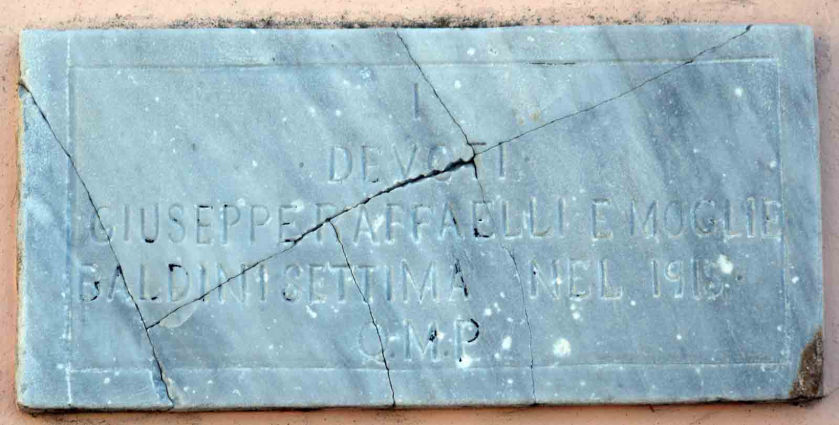 I
DEVOTI
GIUSEPPE RAFFAELLI E MOGLIE
BALDINI SETTIMA NEL 1915
Q.M.P.